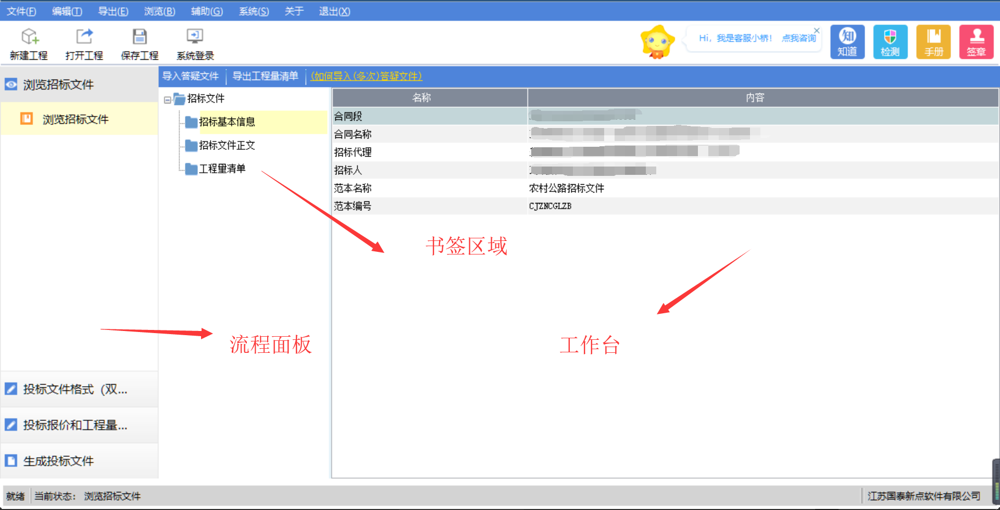 文件(F) 编辑(T) 导出(E) 浏览(B) 辅助(G) 系统(S) 关于 退出(X)
新建工程 打开工程 保存工程 系统登录
Hi，我是客服小桥！ 点我咨询
知
知道 检测 手册 签章
浏览招标文件
浏览招标文件
导入答疑文件 导出工程量清单 (如何导入(多次)答疑文件)
招标文件
招标基本信息
招标文件正文
工程量清单
名称 内容
合同段
合同名称
招标代理
招标人
范本名称 农村公路招标文件
范本编号 CJZNCGLZB
书签区域
流程面板
工作台
投标文件格式（双...
投标报价和工程量...
生成投标文件
就绪 当前状态： 浏览招标文件 江苏国泰新点软件有限公司